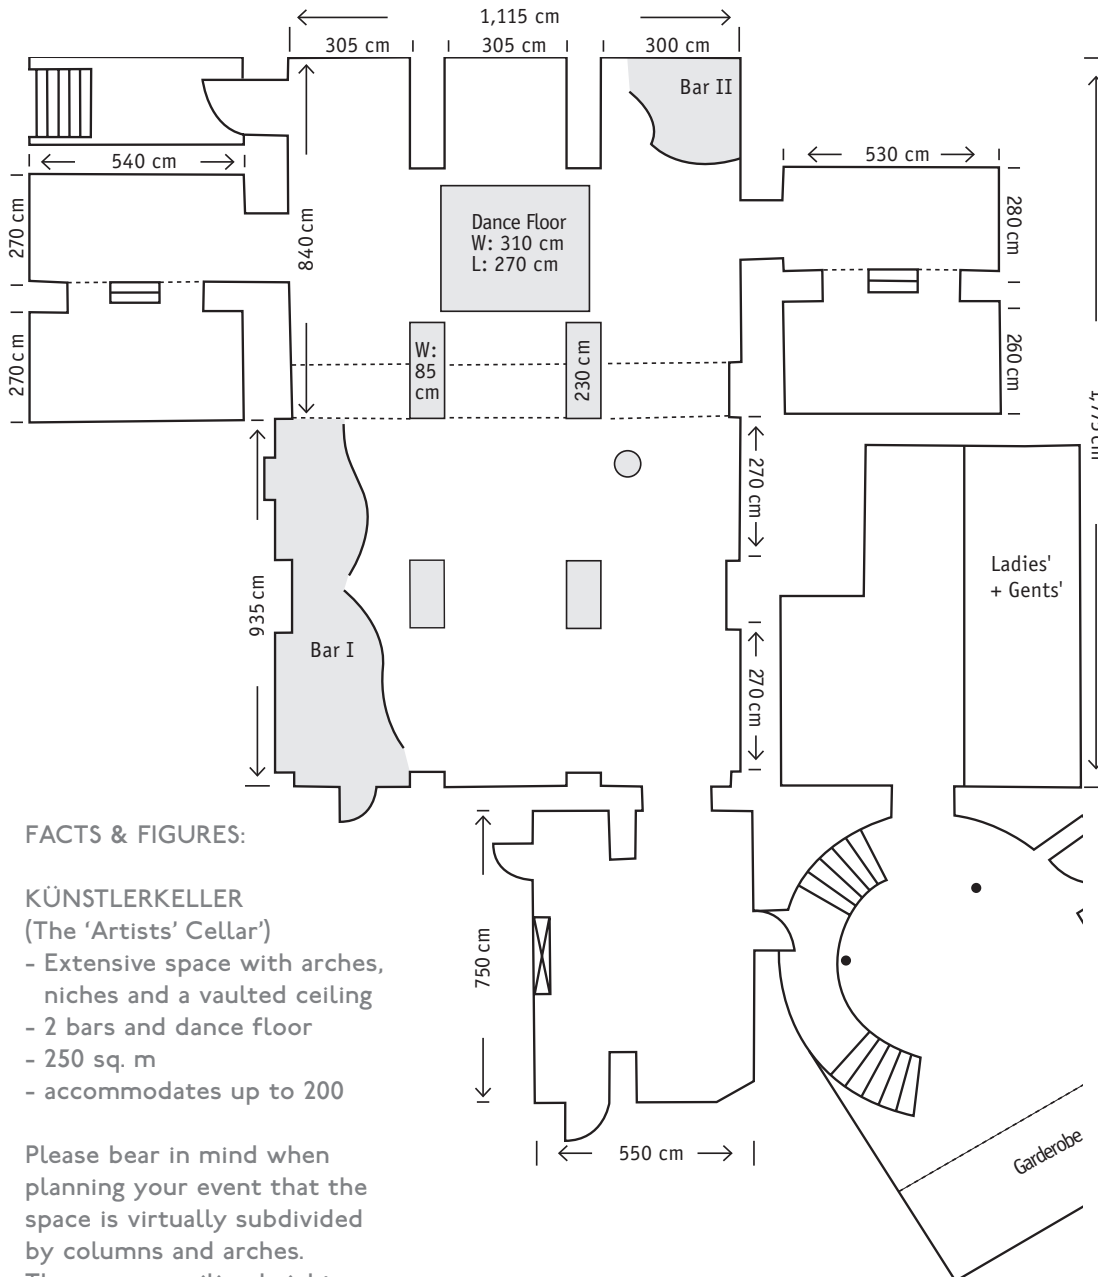 1,115 cm
305 cm
305 cm
300 cm
Bar II
540 cm
530 cm
270 cm
840 cm
Dance Floor
W: 310 cm
L: 270 cm
280 cm
270 cm
W:
85
cm
230 cm
260 cm
935 cm
270 cm
Ladies'
+ Gents'
Bar I
270 cm
FACTS & FIGURES:
KÜNSTLERKELLER
(The ‘Artists’ Cellar’)
- Extensive space with arches,
niches and a vaulted ceiling
- 2 bars and dance floor
- 250 sq. m
- accommodates up to 200
750 cm
550 cm
Garderobe
Please bear in mind when
planning your event that the
space is virtually subdivided
by columns and arches.